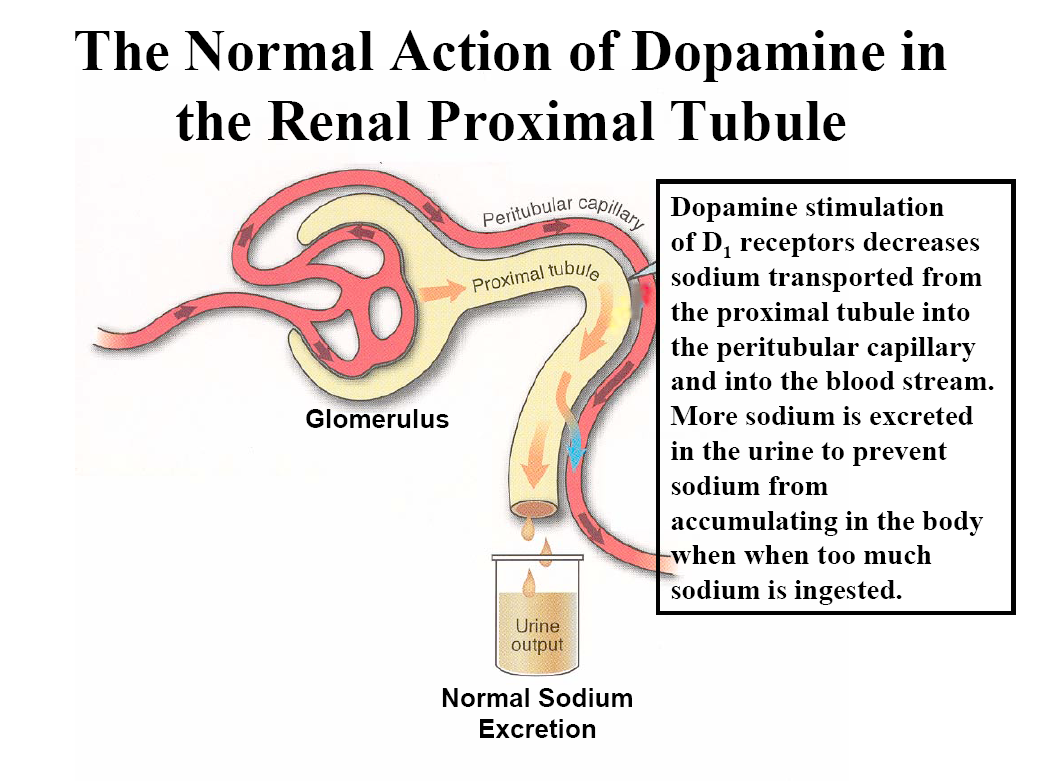 The Normal Action of Dopamine in
the Renal Proximal Tubule
Peritubular capillary
Proximal tubule
Glomerulus
Dopamine stimulation
of D₁ receptors decreases
sodium transported from
the proximal tubule into
the peritubular capillary
and into the blood stream.
More sodium is excreted
in the urine to prevent
sodium from
accumulating in the body
when when too much
sodium is ingested.
Urine
output
Normal Sodium
Excretion